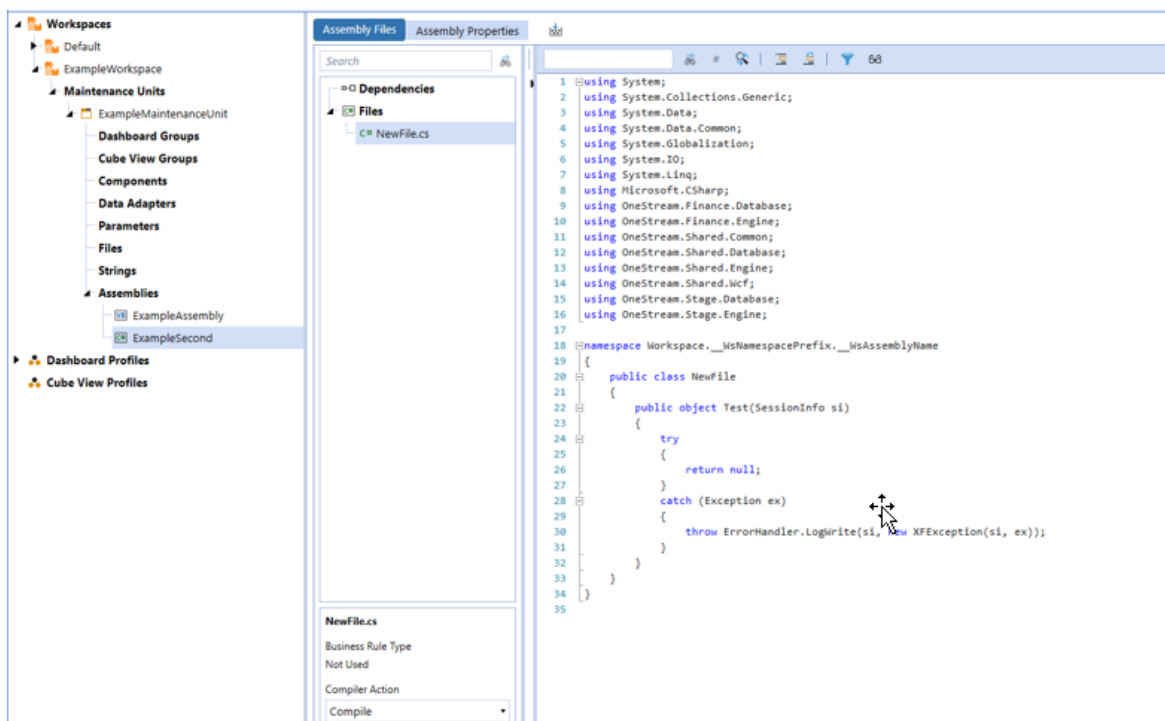 Workspaces
Default
ExampleWorkspace
Maintenance Units
ExampleMaintenanceUnit
Dashboard Groups
Cube View Groups
Components
Data Adapters
Parameters
Files
Strings
Assemblies
VB ExampleAssembly
C# ExampleSecond
Dashboard Profiles
Cube View Profiles
Assembly Files Assembly Properties
Search
Dependencies
C# Files
C# NewFile.cs
NewFile.cs
Business Rule Type
Not Used
Compiler Action
Compile
1 using System;
2 using System.Collections.Generic;
3 using System.Data;
4 using System.Data.Common;
5 using System.Globalization;
6 using System.IO;
7 using System.Linq;
8 using Microsoft.CSharp;
9 using OneStream.Finance.Database;
10 using OneStream.Finance.Engine;
11 using OneStream.Shared.Common;
12 using OneStream.Shared.Database;
13 using OneStream.Shared.Engine;
14 using OneStream.Shared.Wcf;
15 using OneStream.Stage.Database;
16 using OneStream.Stage.Engine;
17
18 namespace Workspace.__WsNamespacePrefix.__WsAssemblyName
19 {
20 public class NewFile
21 {
22 public object Test(SessionInfo si)
23 {
24 try
25 {
26 return null;
27 }
28 catch (Exception ex)
29 {
30 throw ErrorHandler.LogWrite(si, new XFException(si, ex));
31 }
32 }
33 }
34 }
35